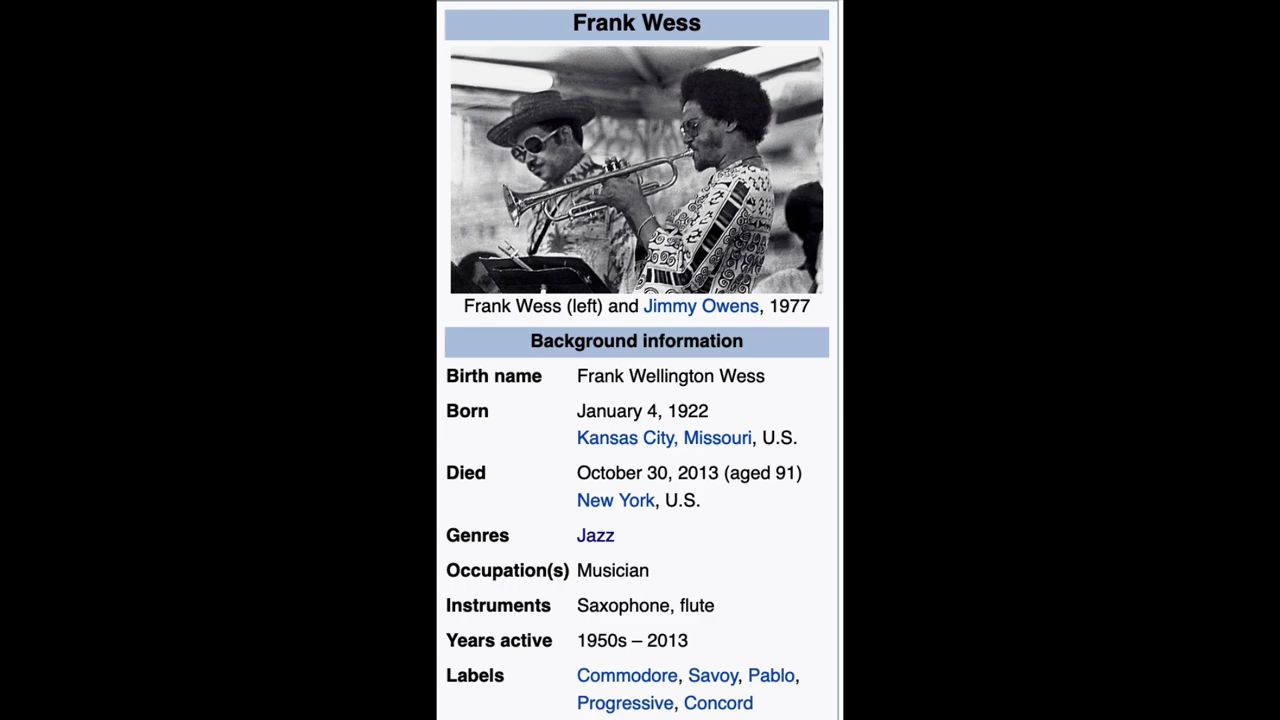 Frank Wess
Frank Wess (left) and Jimmy Owens, 1977
Background information
Birth name Frank Wellington Wess
Born January 4, 1922
Kansas City, Missouri, U.S.
Died October 30, 2013 (aged 91)
New York, U.S.
Genres Jazz
Occupation(s) Musician
Instruments Saxophone, flute
Years active 1950s – 2013
Labels Commodore, Savoy, Pablo,
Progressive, Concord